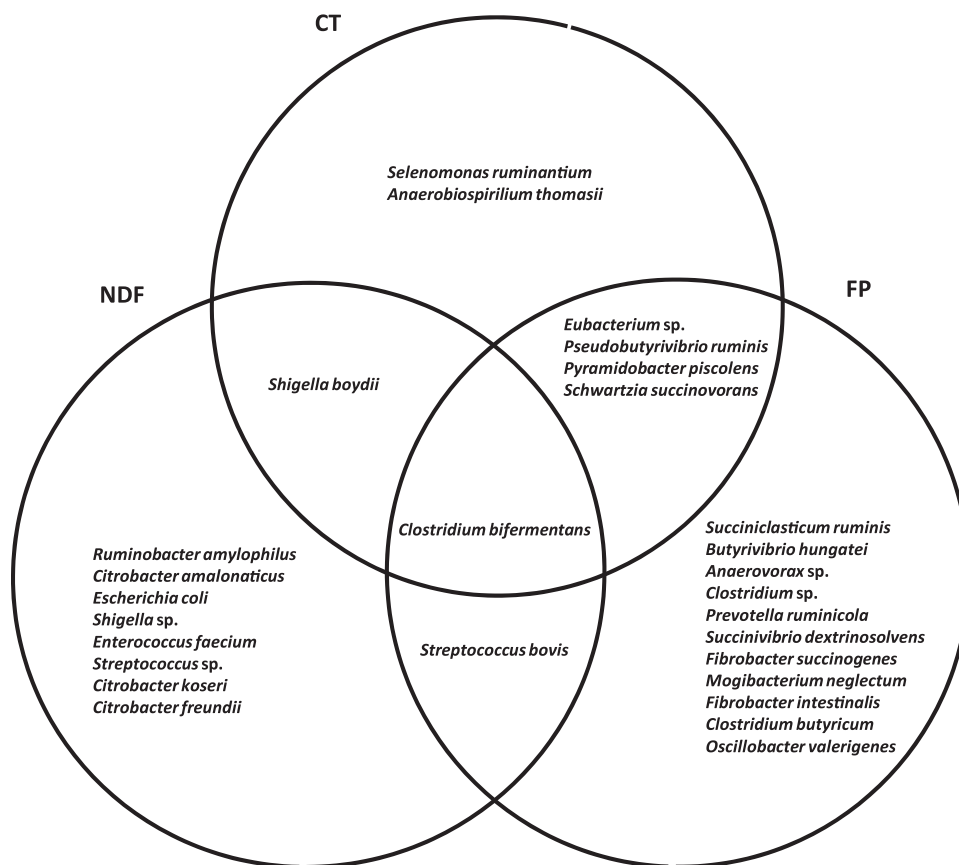 CT
Selenomonas ruminantium
Anaerobiospirilium thomasii
NDF
FP
Eubacterium sp.
Pseudobutyrivibrio ruminis
Pyramidobacter piscolens
Schwartzia succinovorans
Shigella boydii
Clostridium bifermentans
Ruminobacter amylophilus
Citrobacter amalonaticus
Escherichia coli
Shigella sp.
Enterococcus faecium
Streptococcus sp.
Citrobacter koseri
Citrobacter freundii
Streptococcus bovis
Succiniclasticum ruminis
Butyrivibrio hungatei
Anaerovorax sp.
Clostridium sp.
Prevotella ruminicola
Succinivibrio dextrinosolvens
Fibrobacter succinogenes
Mogibacterium neglectum
Fibrobacter intestinalis
Clostridium butyricum
Oscillobacter valerigenes